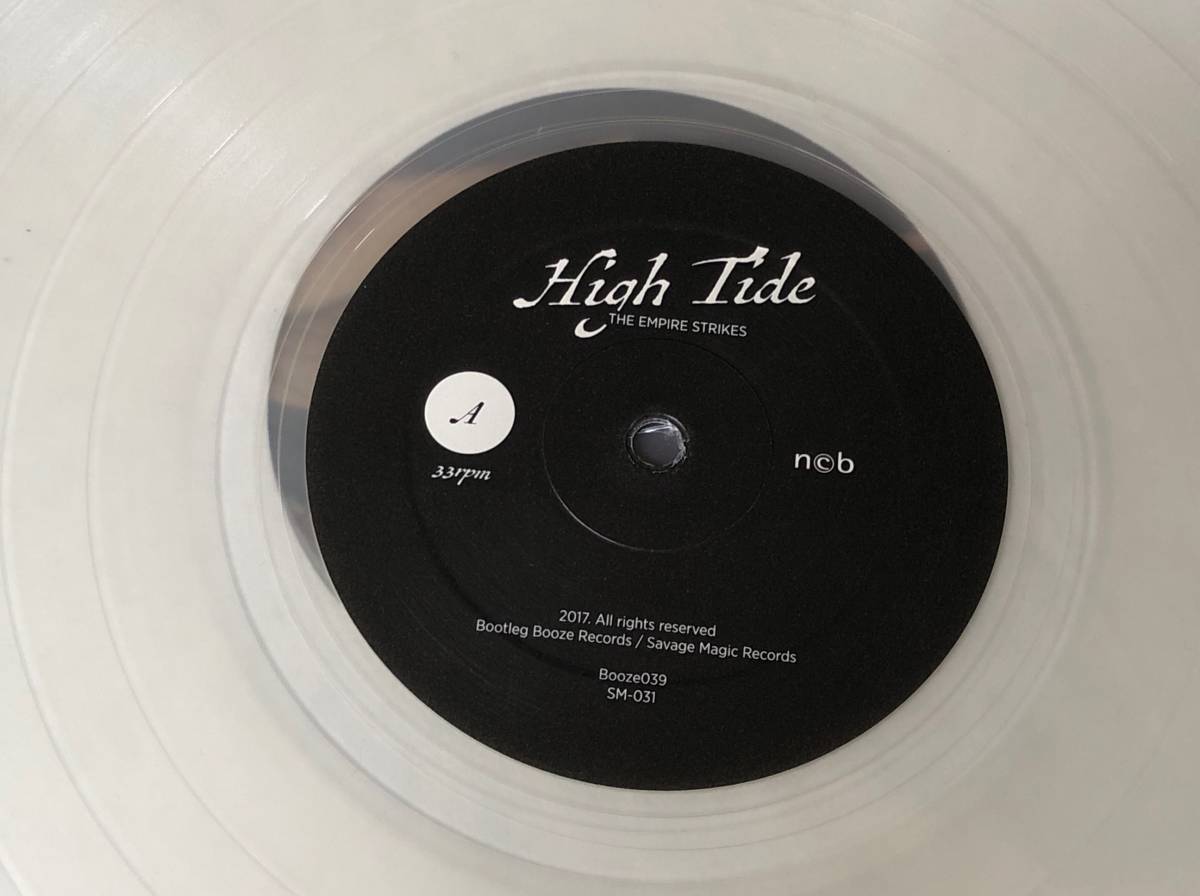 High Tide
THE EMPIRE STRIKES
A
33rpm
n©b
2017. All rights reserved
Bootleg Booze Records / Savage Magic Records
Booze039
SM-031